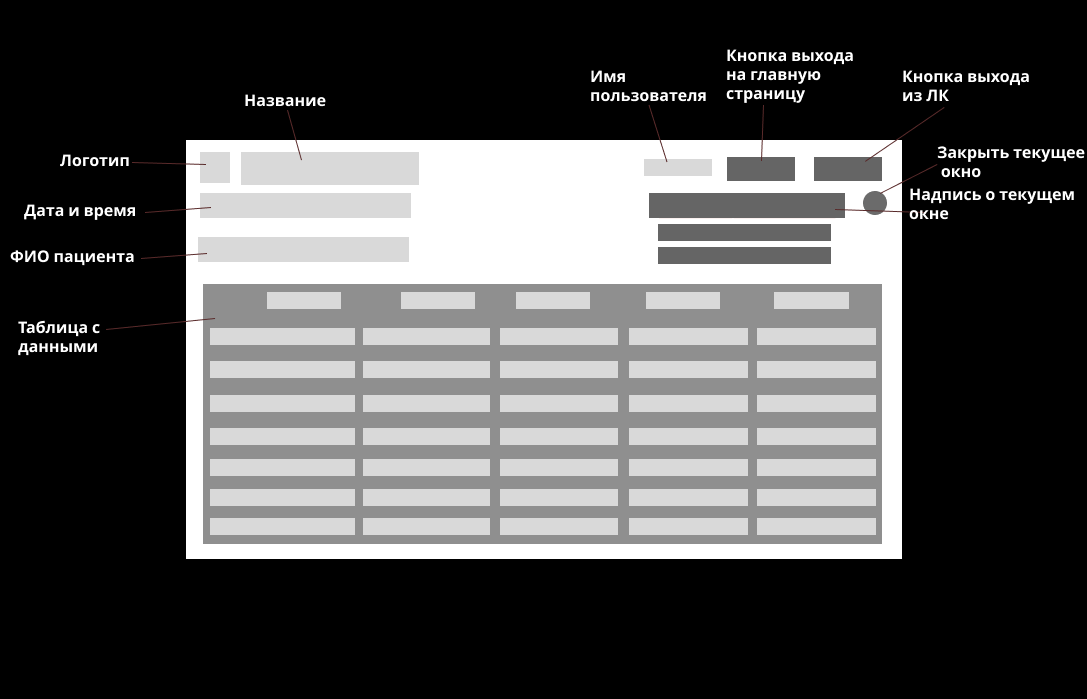 Кнопка выхода
на главную
страницу
Имя
пользователя
Кнопка выхода
из ЛК
Название
Закрыть текущее
окно
Логотип
Надпись о текущем
окне
Дата и время
ФИО пациента
Таблица с
данными